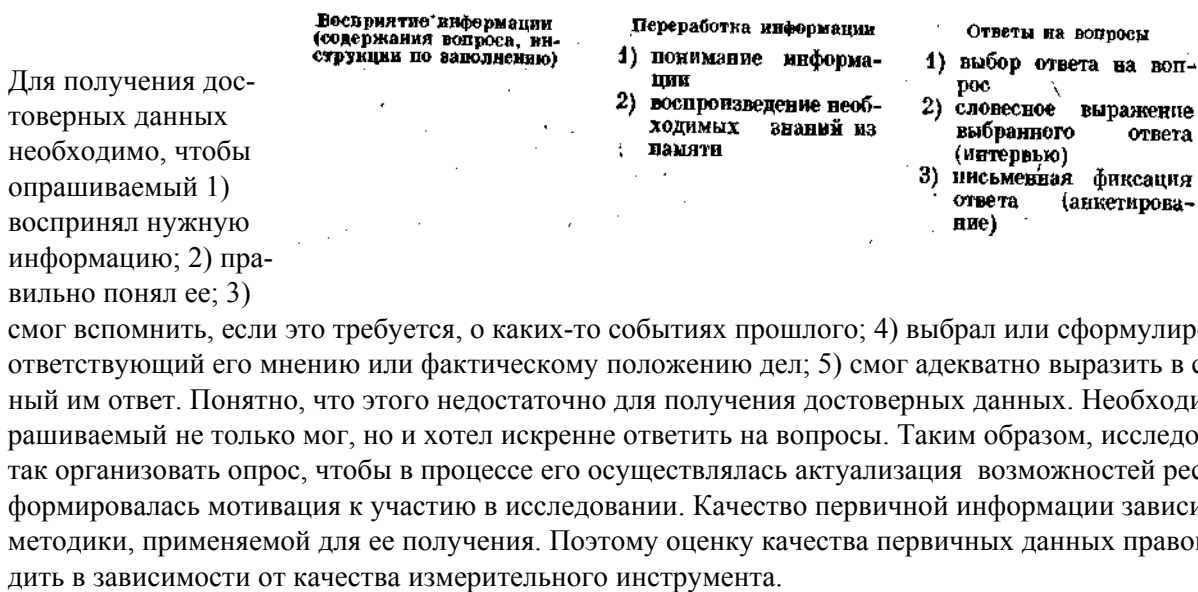 Восприятие информации
(содержания вопроса, ин-
струкции по заполнению)
Переработка информации
1) понимание информа-
ции
2) воспроизведение необ-
ходимых знаний из
памяти
Ответы на вопросы
1) выбор ответа на воп-
рос
2) словесное выражение
выбранного ответа
(интервью)
3) письменная фиксация
ответа (анкетирова-
ние)
Для получения дос-
товерных данных
необходимо, чтобы
опрашиваемый 1)
воспринял нужную
информацию; 2) пра-
вильно понял ее; 3)
смог вспомнить, если это требуется, о каких-то событиях прошлого; 4) выбрал или сформулир
ответствующий его мнению или фактическому положению дел; 5) смог адекватно выразить в с
ный им ответ. Понятно, что этого недостаточно для получения достоверных данных. Необходи
рашиваемый не только мог, но и хотел искренне ответить на вопросы. Таким образом, исследо
так организовать опрос, чтобы в процессе его осуществлялась актуализация возможностей рес
формировалась мотивация к участию в исследовании. Качество первичной информации зависи
методики, применяемой для ее получения. Поэтому оценку качества первичных данных право
дить в зависимости от качества измерительного инструмента.